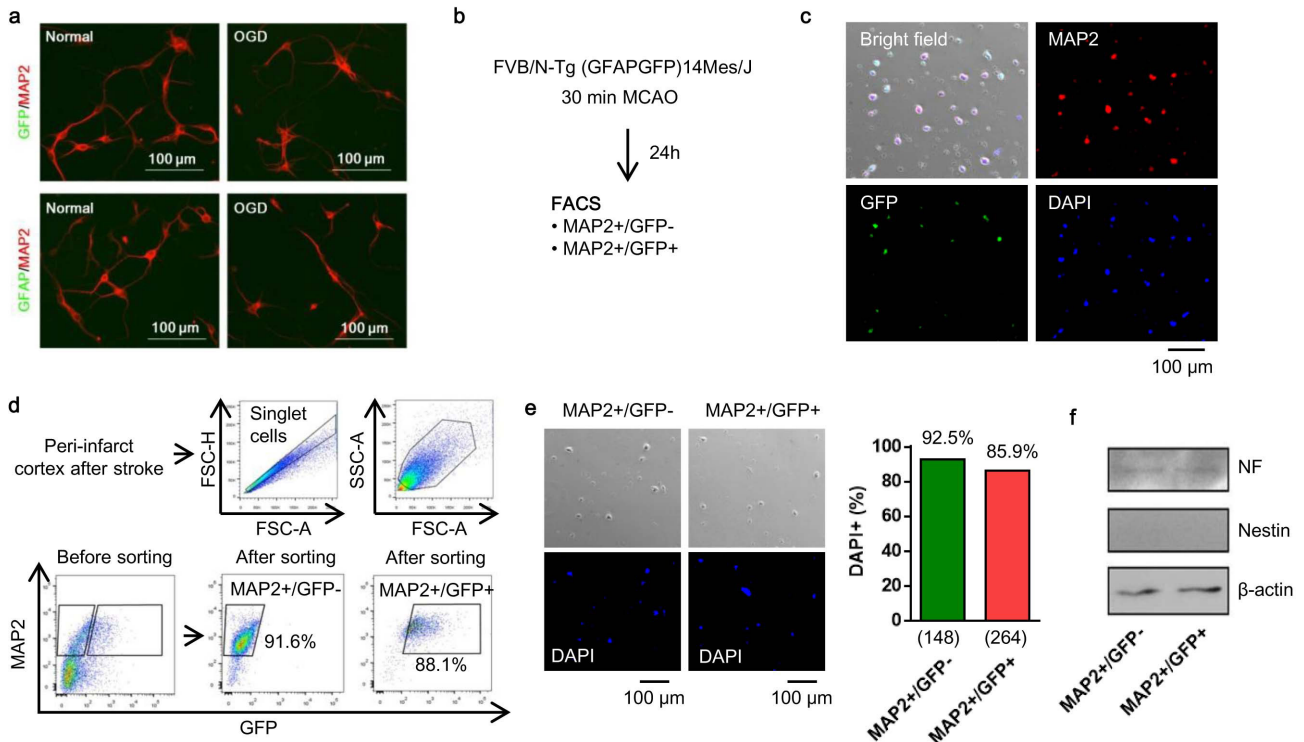 a
GFP/MAP2
Normal
100 µm
OGD
100 µm
GFAP/MAP2
Normal
100 µm
OGD
100 µm
b
FVB/N-Tg (GFAPGFP)14Mes/J
30 min MCAO
24h
FACS
• MAP2+/GFP-
• MAP2+/GFP+
c
Bright field
MAP2
GFP
DAPI
100 µm
d
Peri-infarct
cortex after stroke
FSC-H
Singlet
cells
FSC-A
SSC-A
FSC-A
Before sorting
After sorting
After sorting
MAP2
MAP2+/GFP-
91.6%
MAP2+/GFP+
88.1%
GFP
e
MAP2+/GFP-
MAP2+/GFP+
DAPI
DAPI
100 µm
100 µm
DAPI+ (%)
100
80
60
40
20
0
92.5%
85.9%
(148)
(264)
MAP2+/GFP-
MAP2+/GFP+
f
NF
Nestin
β-actin
MAP2+/GFP-
MAP2+/GFP+